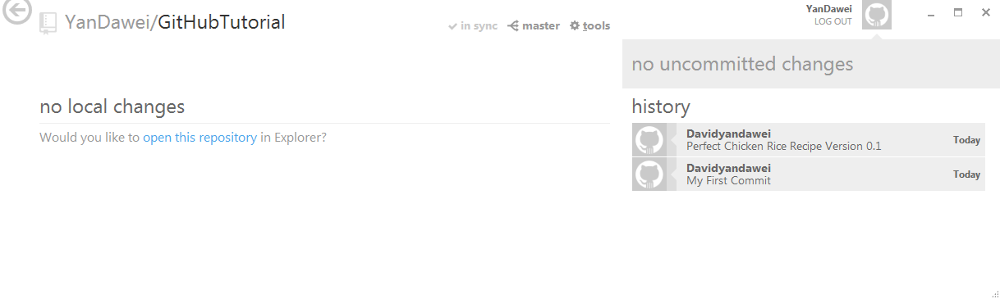 YanDawei/GitHubTutorial
in sync master tools
YanDawei
LOG OUT
no local changes
Would you like to open this repository in Explorer?
no uncommitted changes
history
Davidyandawei
Perfect Chicken Rice Recipe Version 0.1
Today
Davidyandawei
My First Commit
Today